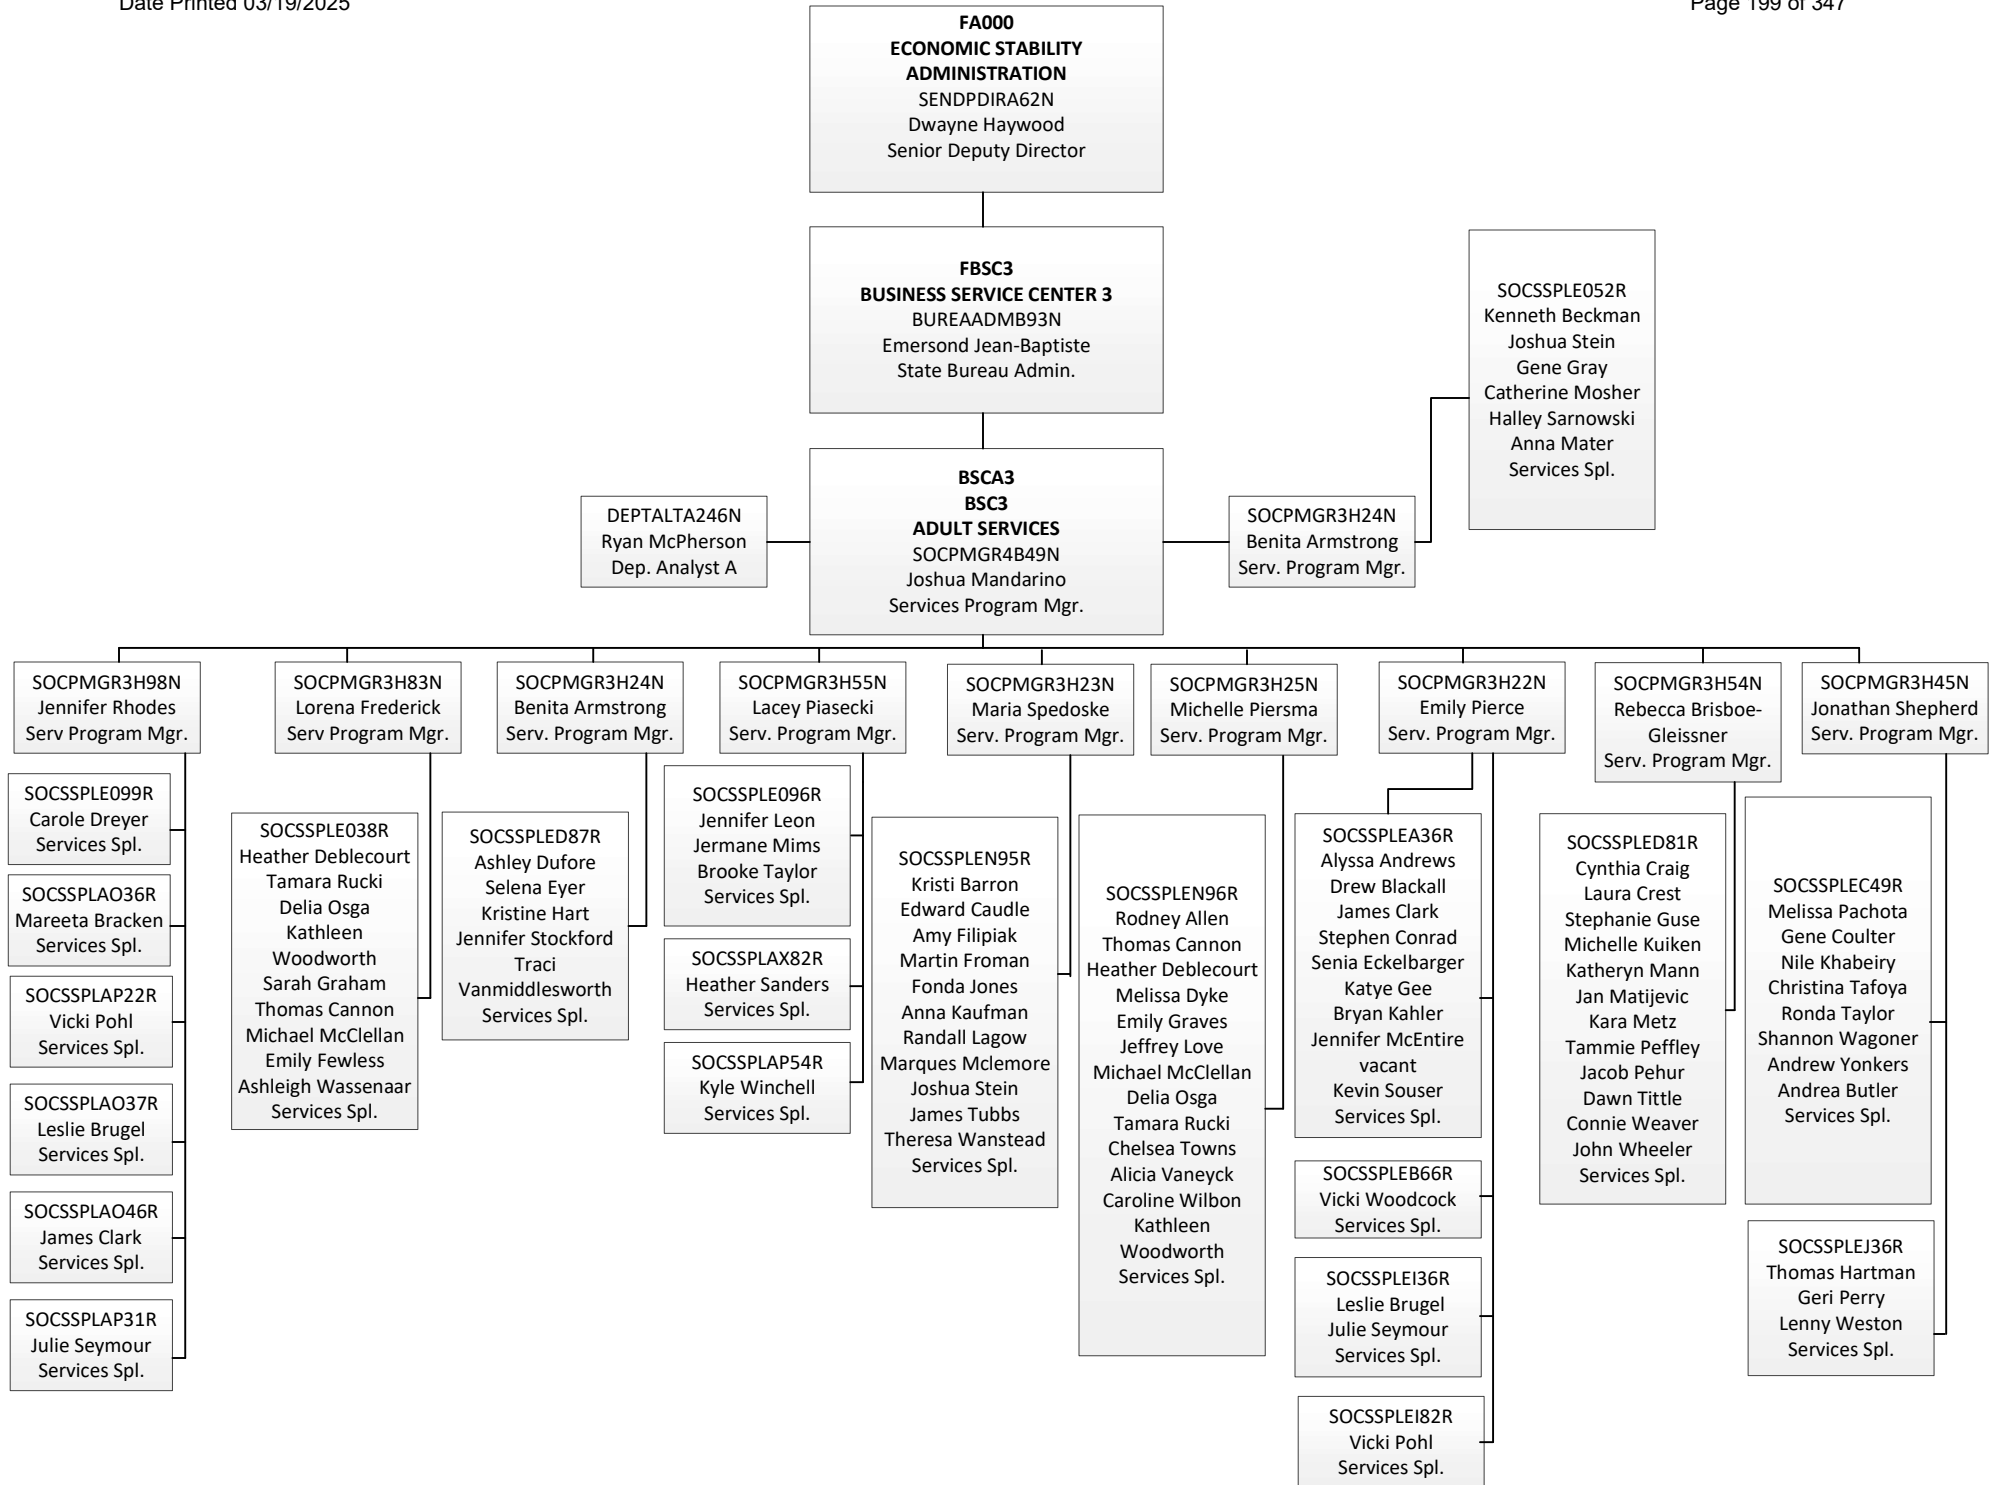 Date Printed 03/19/2025
Page 199 of 347
FA000
ECONOMIC STABILITY
ADMINISTRATION
SENDPDIRA62N
Dwayne Haywood
Senior Deputy Director
FBSC3
BUSINESS SERVICE CENTER 3
BUREAADMB93N
Emersond Jean-Baptiste
State Bureau Admin.
SOCSSPLE052R
Kenneth Beckman
Joshua Stein
Gene Gray
Catherine Mosher
Halley Sarnowski
Anna Mater
Services Spl.
BSCA3
BSC3
ADULT SERVICES
SOCPMGR4B49N
Joshua Mandarino
Services Program Mgr.
DEPTALTA246N
Ryan McPherson
Dep. Analyst A
SOCPMGR3H24N
Benita Armstrong
Serv. Program Mgr.
SOCPMGR3H98N
Jennifer Rhodes
Serv Program Mgr.
SOCPMGR3H83N
Lorena Frederick
Serv Program Mgr.
SOCPMGR3H24N
Benita Armstrong
Serv. Program Mgr.
SOCPMGR3H55N
Lacey Piasecki
Serv. Program Mgr.
SOCPMGR3H23N
Maria Spedoske
Serv. Program Mgr.
SOCPMGR3H25N
Michelle Piersma
Serv. Program Mgr.
SOCPMGR3H22N
Emily Pierce
Serv. Program Mgr.
SOCPMGR3H54N
Rebecca Brisboe-
Gleissner
Serv. Program Mgr.
SOCPMGR3H45N
Jonathan Shepherd
Serv. Program Mgr.
SOCSSPLE099R
Carole Dreyer
Services Spl.
SOCSSPLAO36R
Mareeta Bracken
Services Spl.
SOCSSPLAP22R
Vicki Pohl
Services Spl.
SOCSSPLAO37R
Leslie Brugel
Services Spl.
SOCSSPLAO46R
James Clark
Services Spl.
SOCSSPLAP31R
Julie Seymour
Services Spl.
SOCSSPLE038R
Heather Deblecourt
Tamara Rucki
Delia Osga
Kathleen
Woodworth
Sarah Graham
Thomas Cannon
Michael McClellan
Emily Fewless
Ashleigh Wassenaar
Services Spl.
SOCSSPLED87R
Ashley Dufore
Selena Eyer
Kristine Hart
Jennifer Stockford
Traci
Vanmiddlesworth
Services Spl.
SOCSSPLE096R
Jennifer Leon
Jermane Mims
Brooke Taylor
Services Spl.
SOCSSPLAX82R
Heather Sanders
Services Spl.
SOCSSPLAP54R
Kyle Winchell
Services Spl.
SOCSSPLEN95R
Kristi Barron
Edward Caudle
Amy Filipiak
Martin Froman
Fonda Jones
Anna Kaufman
Randall Lagow
Marques Mclemore
Joshua Stein
James Tubbs
Theresa Wanstead
Services Spl.
SOCSSPLEN96R
Rodney Allen
Thomas Cannon
Heather Deblecourt
Melissa Dyke
Emily Graves
Jeffrey Love
Michael McClellan
Delia Osga
Tamara Rucki
Chelsea Towns
Alicia Vaneyck
Caroline Wilbon
Kathleen
Woodworth
Services Spl.
SOCSSPLEA36R
Alyssa Andrews
Drew Blackall
James Clark
Stephen Conrad
Senia Eckelbarger
Katye Gee
Bryan Kahler
Jennifer McEntire
vacant
Kevin Souser
Services Spl.
SOCSSPLEB66R
Vicki Woodcock
Services Spl.
SOCSSPLEI36R
Leslie Brugel
Julie Seymour
Services Spl.
SOCSSPLEI82R
Vicki Pohl
Services Spl.
SOCSSPLED81R
Cynthia Craig
Laura Crest
Stephanie Guse
Michelle Kuiken
Katheryn Mann
Jan Matijevic
Kara Metz
Tammie Peffley
Jacob Pehur
Dawn Tittle
Connie Weaver
John Wheeler
Services Spl.
SOCSSPLEC49R
Melissa Pachota
Gene Coulter
Nile Khabeiry
Christina Tafoya
Ronda Taylor
Shannon Wagoner
Andrew Yonkers
Andrea Butler
Services Spl.
SOCSSPLEJ36R
Thomas Hartman
Geri Perry
Lenny Weston
Services Spl.